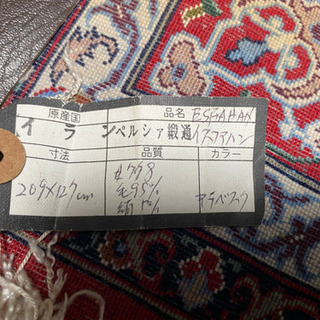 原産国 品名 ESFAHAN
イラン ペルシァ緞通 イスファハン
寸法 品質 カラー
209×127cm #798
毛95%
絹5% アラベスク